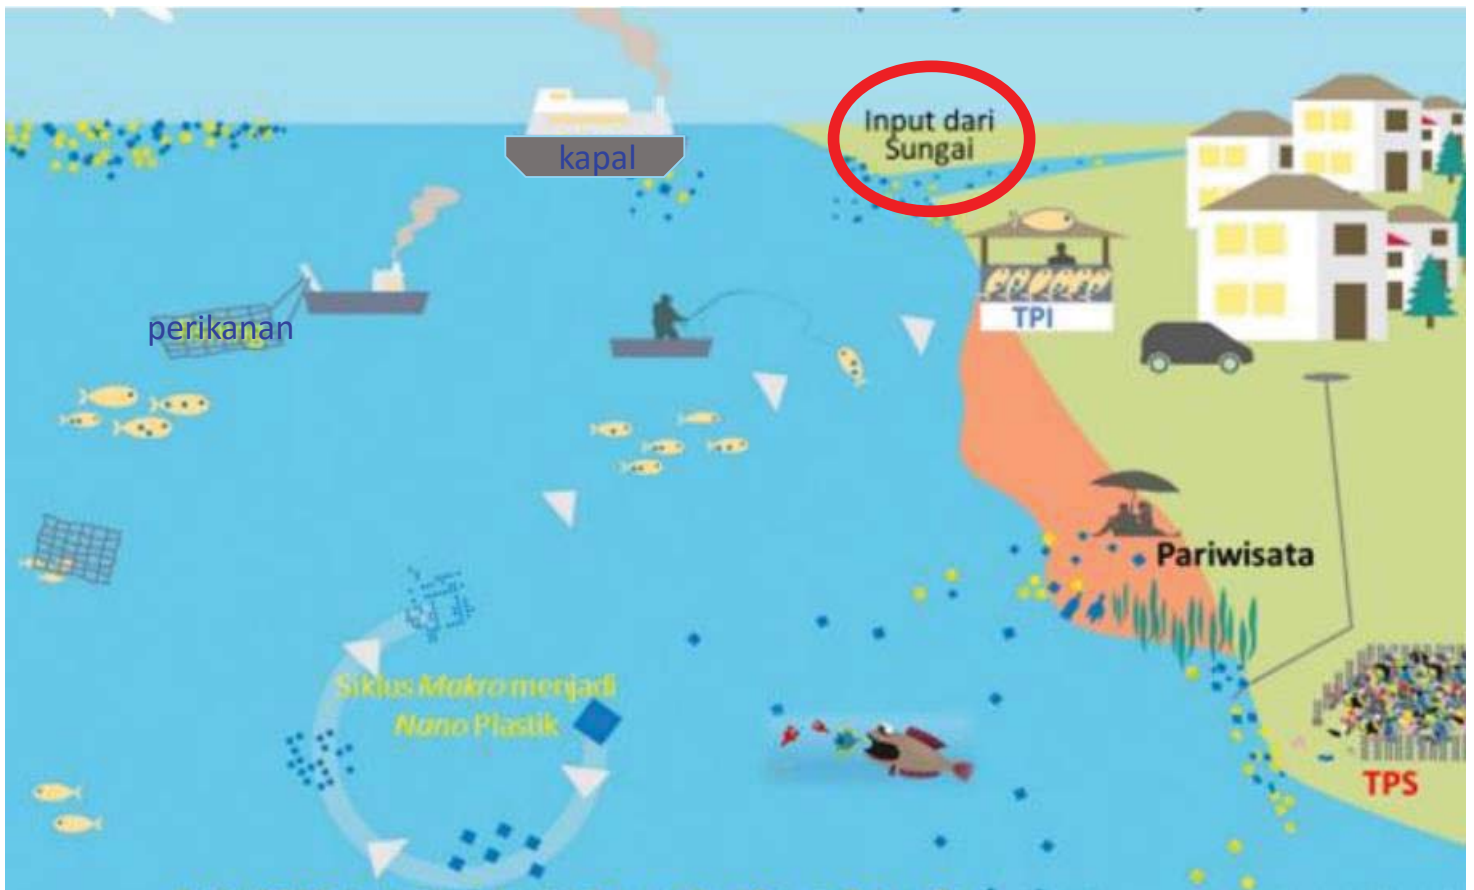 Input dari
Sungai
kapal
perikanan
TPI
Pariwisata
Siklus Makro menjadi
Nano Plastik
TPS